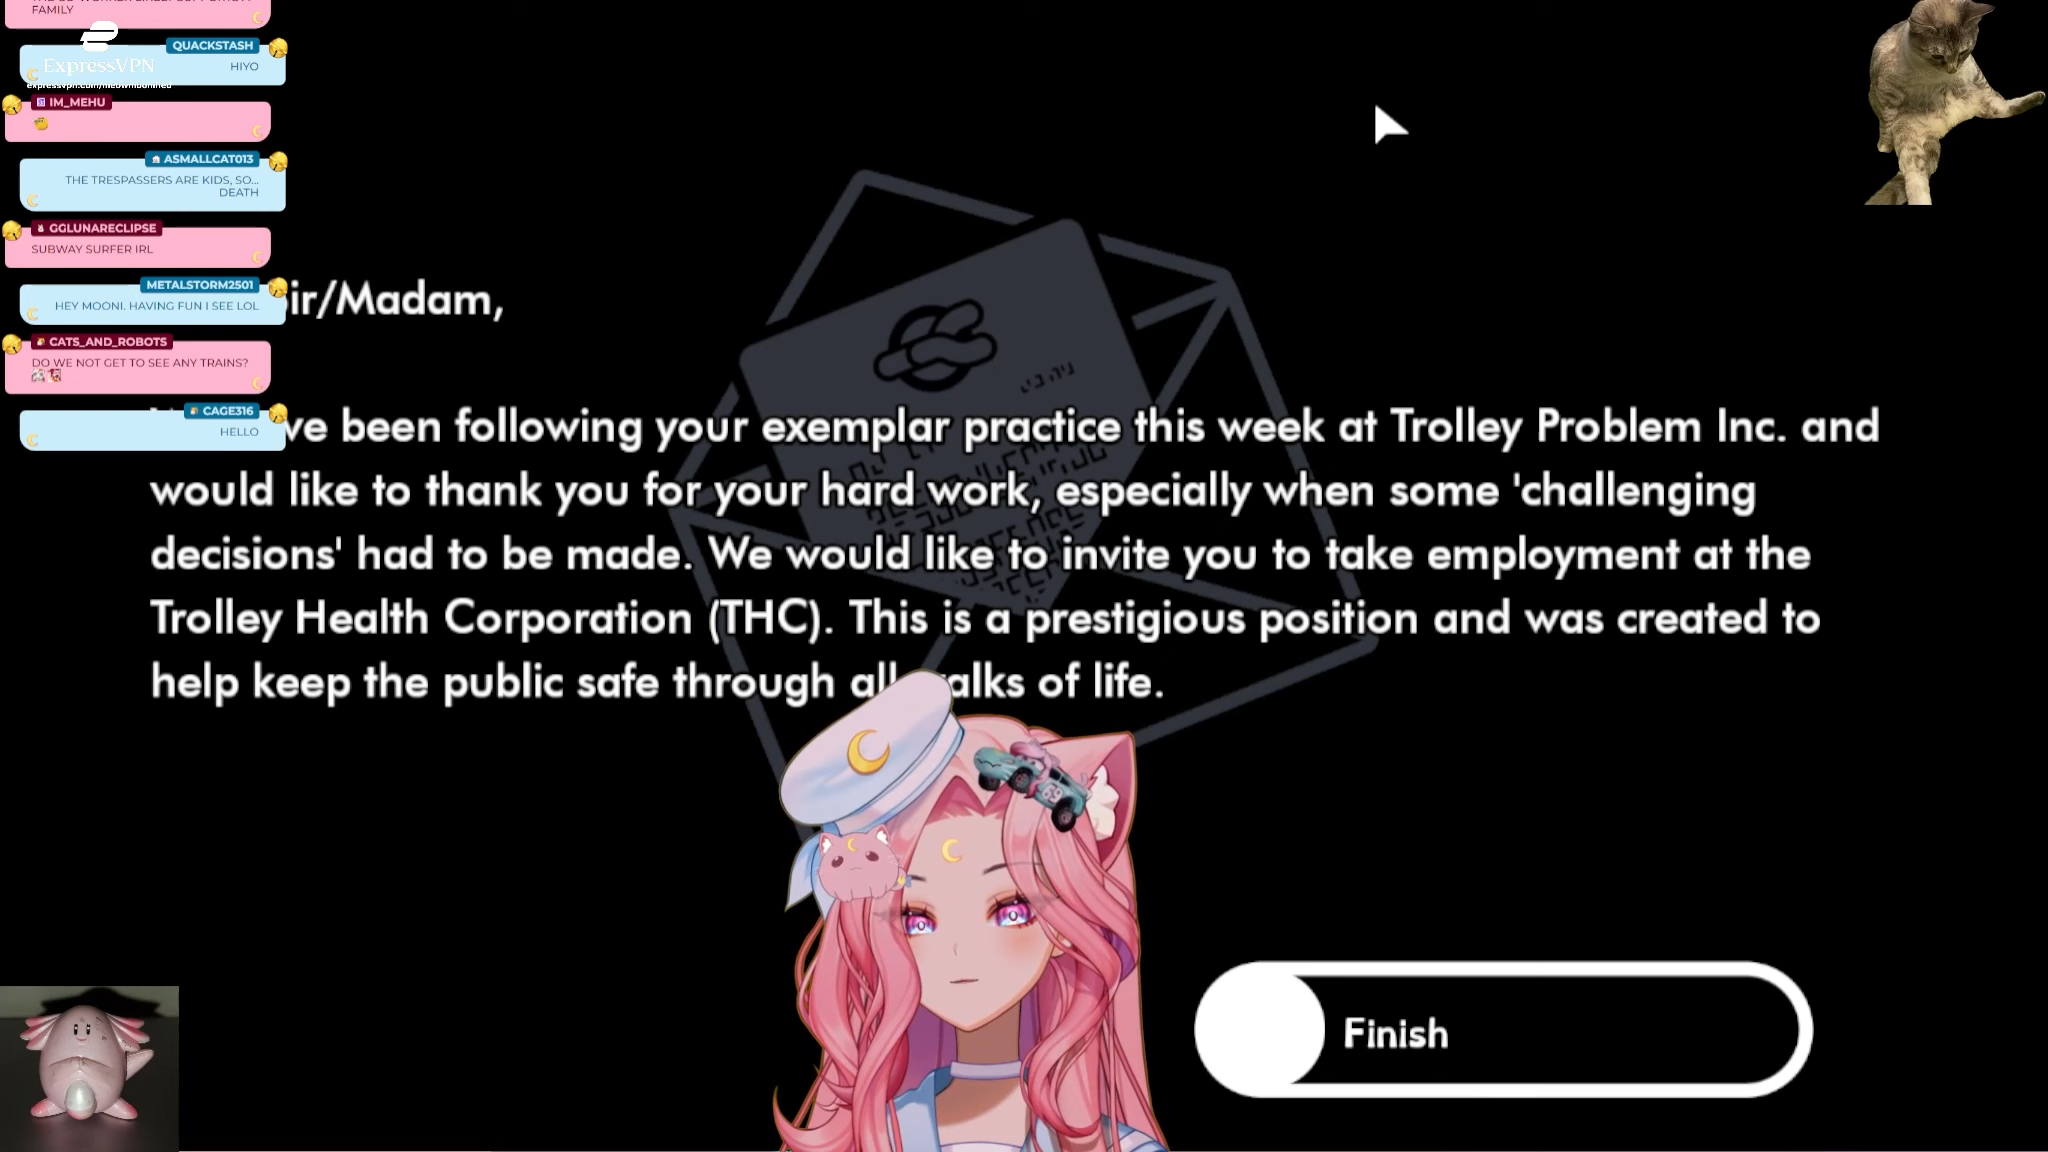 FAMILY
ExpressVPN
QUACKSTASH
HIYO
IM_MEHU
ASMALLCAT013
THE TRESPASSERS ARE KIDS, SO...
DEATH
GGLUNARECLIPSE
SUBWAY SURFER IRL
METALSTORM2501
HEY MOONI. HAVING FUN I SEE LOL
CATS_AND_ROBOTS
DO WE NOT GET TO SEE ANY TRAINS?
CAGE316
HELLO
ir/Madam,
ve been following your exemplar practice this week at Trolley Problem Inc. and
would like to thank you for your hard work, especially when some 'challenging
decisions' had to be made. We would like to invite you to take employment at the
Trolley Health Corporation (THC). This is a prestigious position and was created to
help keep the public safe through all alks of life.
69
Finish